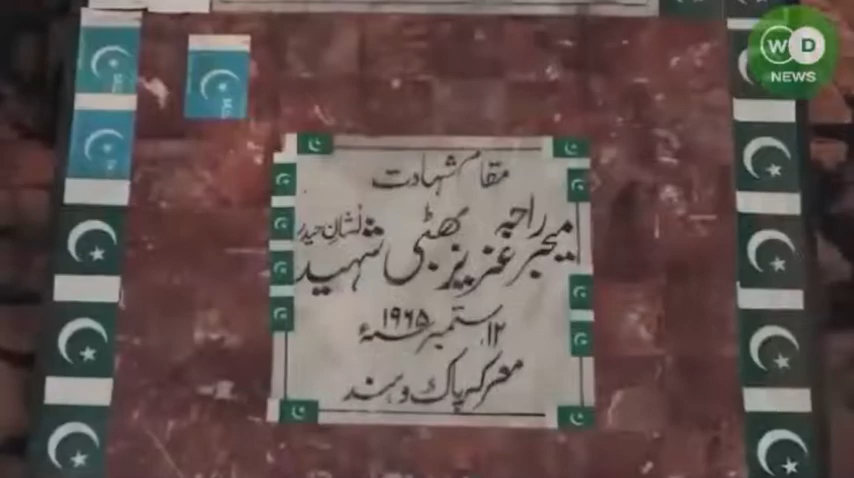 مقام شہادت
میجر راجہ عزیز بھٹی شہید نشانِ حیدر
۱۲ ستمبر ۱۹۶۵ء
معرکہ پاک و ہند
WD
NEWS